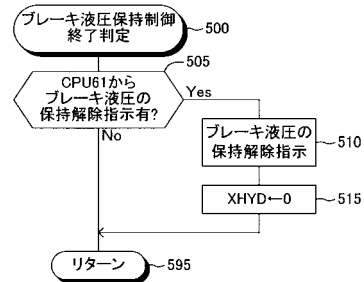 ブレーキ液圧保持制御
終了判定
500
505
CPU61から
ブレーキ液圧の
保持解除指示有?
Yes
No
ブレーキ液圧の
保持解除指示
510
XHYD←0
515
リターン
595